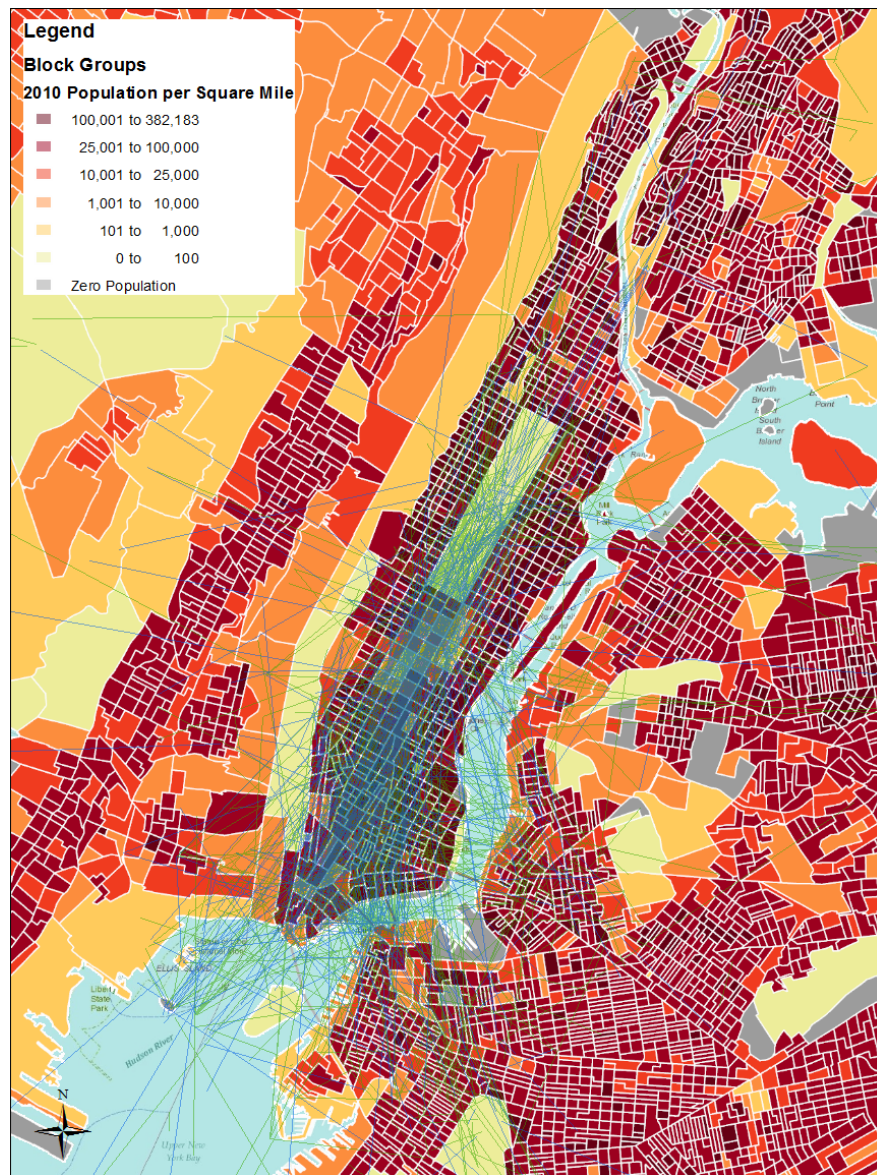 Legend
Block Groups
2010 Population per Square Mile
100,001 to 382,183
25,001 to 100,000
10,001 to 25,000
1,001 to 10,000
101 to 1,000
0 to 100
Zero Population
North
Island
South
Island
Point
Mill
ELLIS
State
Park
Hudson River
N
Upper New
York Bay